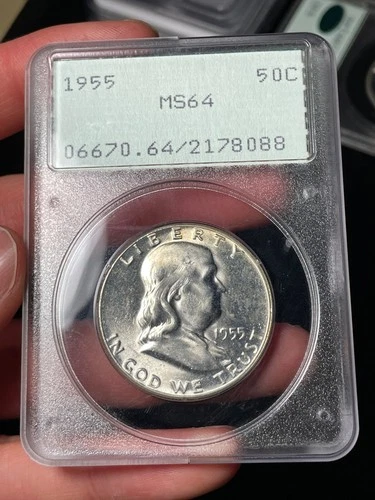 1955 50C
MS64
06670.64/2178088
LIBERTY
1955
IN GOD WE TRUST